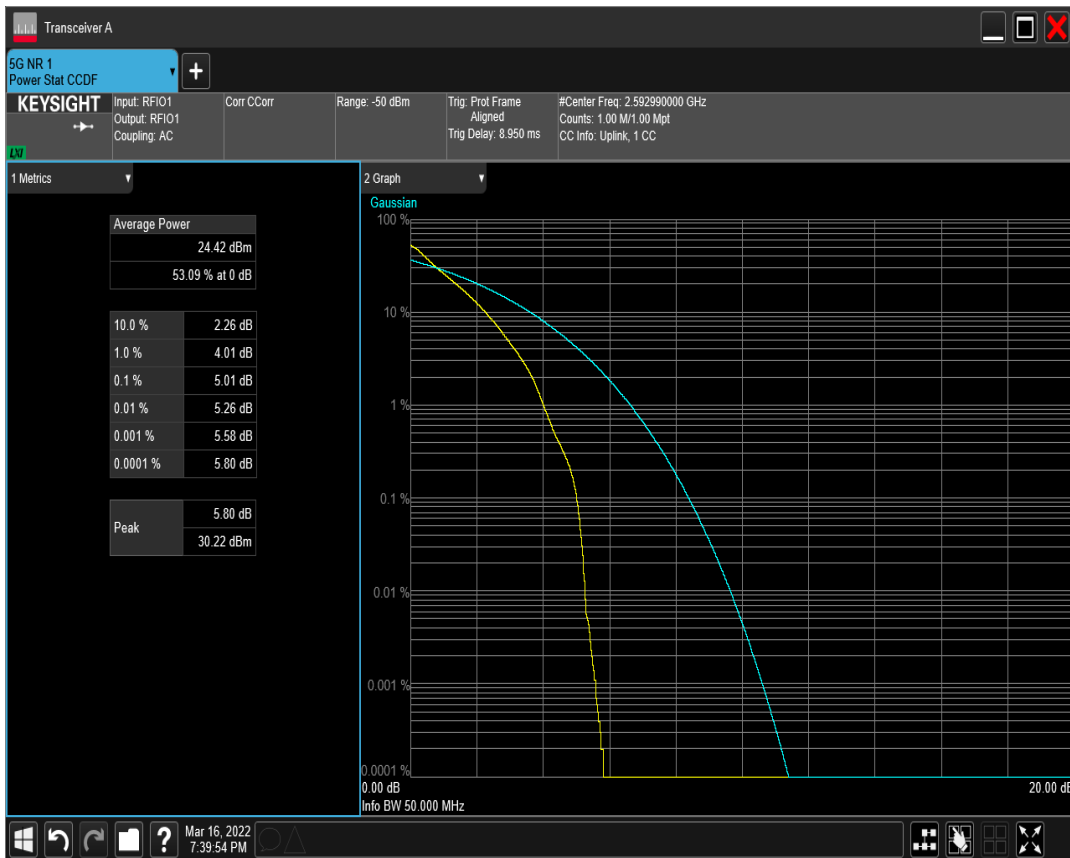 Transceiver A
5G NR 1
Power Stat CCDF
+
KEYSIGHT
LXI
Input: RFIO1
Output: RFIO1
Coupling: AC
Corr CCorr
Range: -50 dBm
Trig: Prot Frame
Aligned
Trig Delay: 8.950 ms
#Center Freq: 2.592990000 GHz
Counts: 1.00 M/1.00 Mpt
CC Info: Uplink, 1 CC
1 Metrics
Average Power
24.42 dBm
53.09 % at 0 dB
10.0 % 2.26 dB
1.0 % 4.01 dB
0.1 % 5.01 dB
0.01 % 5.26 dB
0.001 % 5.58 dB
0.0001 % 5.80 dB
Peak
5.80 dB
30.22 dBm
2 Graph
Gaussian
100 %
10 %
1 %
0.1 %
0.01 %
0.001 %
0.0001 %
0.00 dB 20.00 dB
Info BW 50.000 MHz
?
Mar 16, 2022
7:39:54 PM